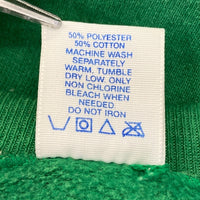 50% POLYESTER
50% COTTON
MACHINE WASH
SEPARATELY
WARM, TUMBLE
DRY LOW. ONLY
NON CHLORINE
BLEACH WHEN
NEEDED.
DO NOT IRON